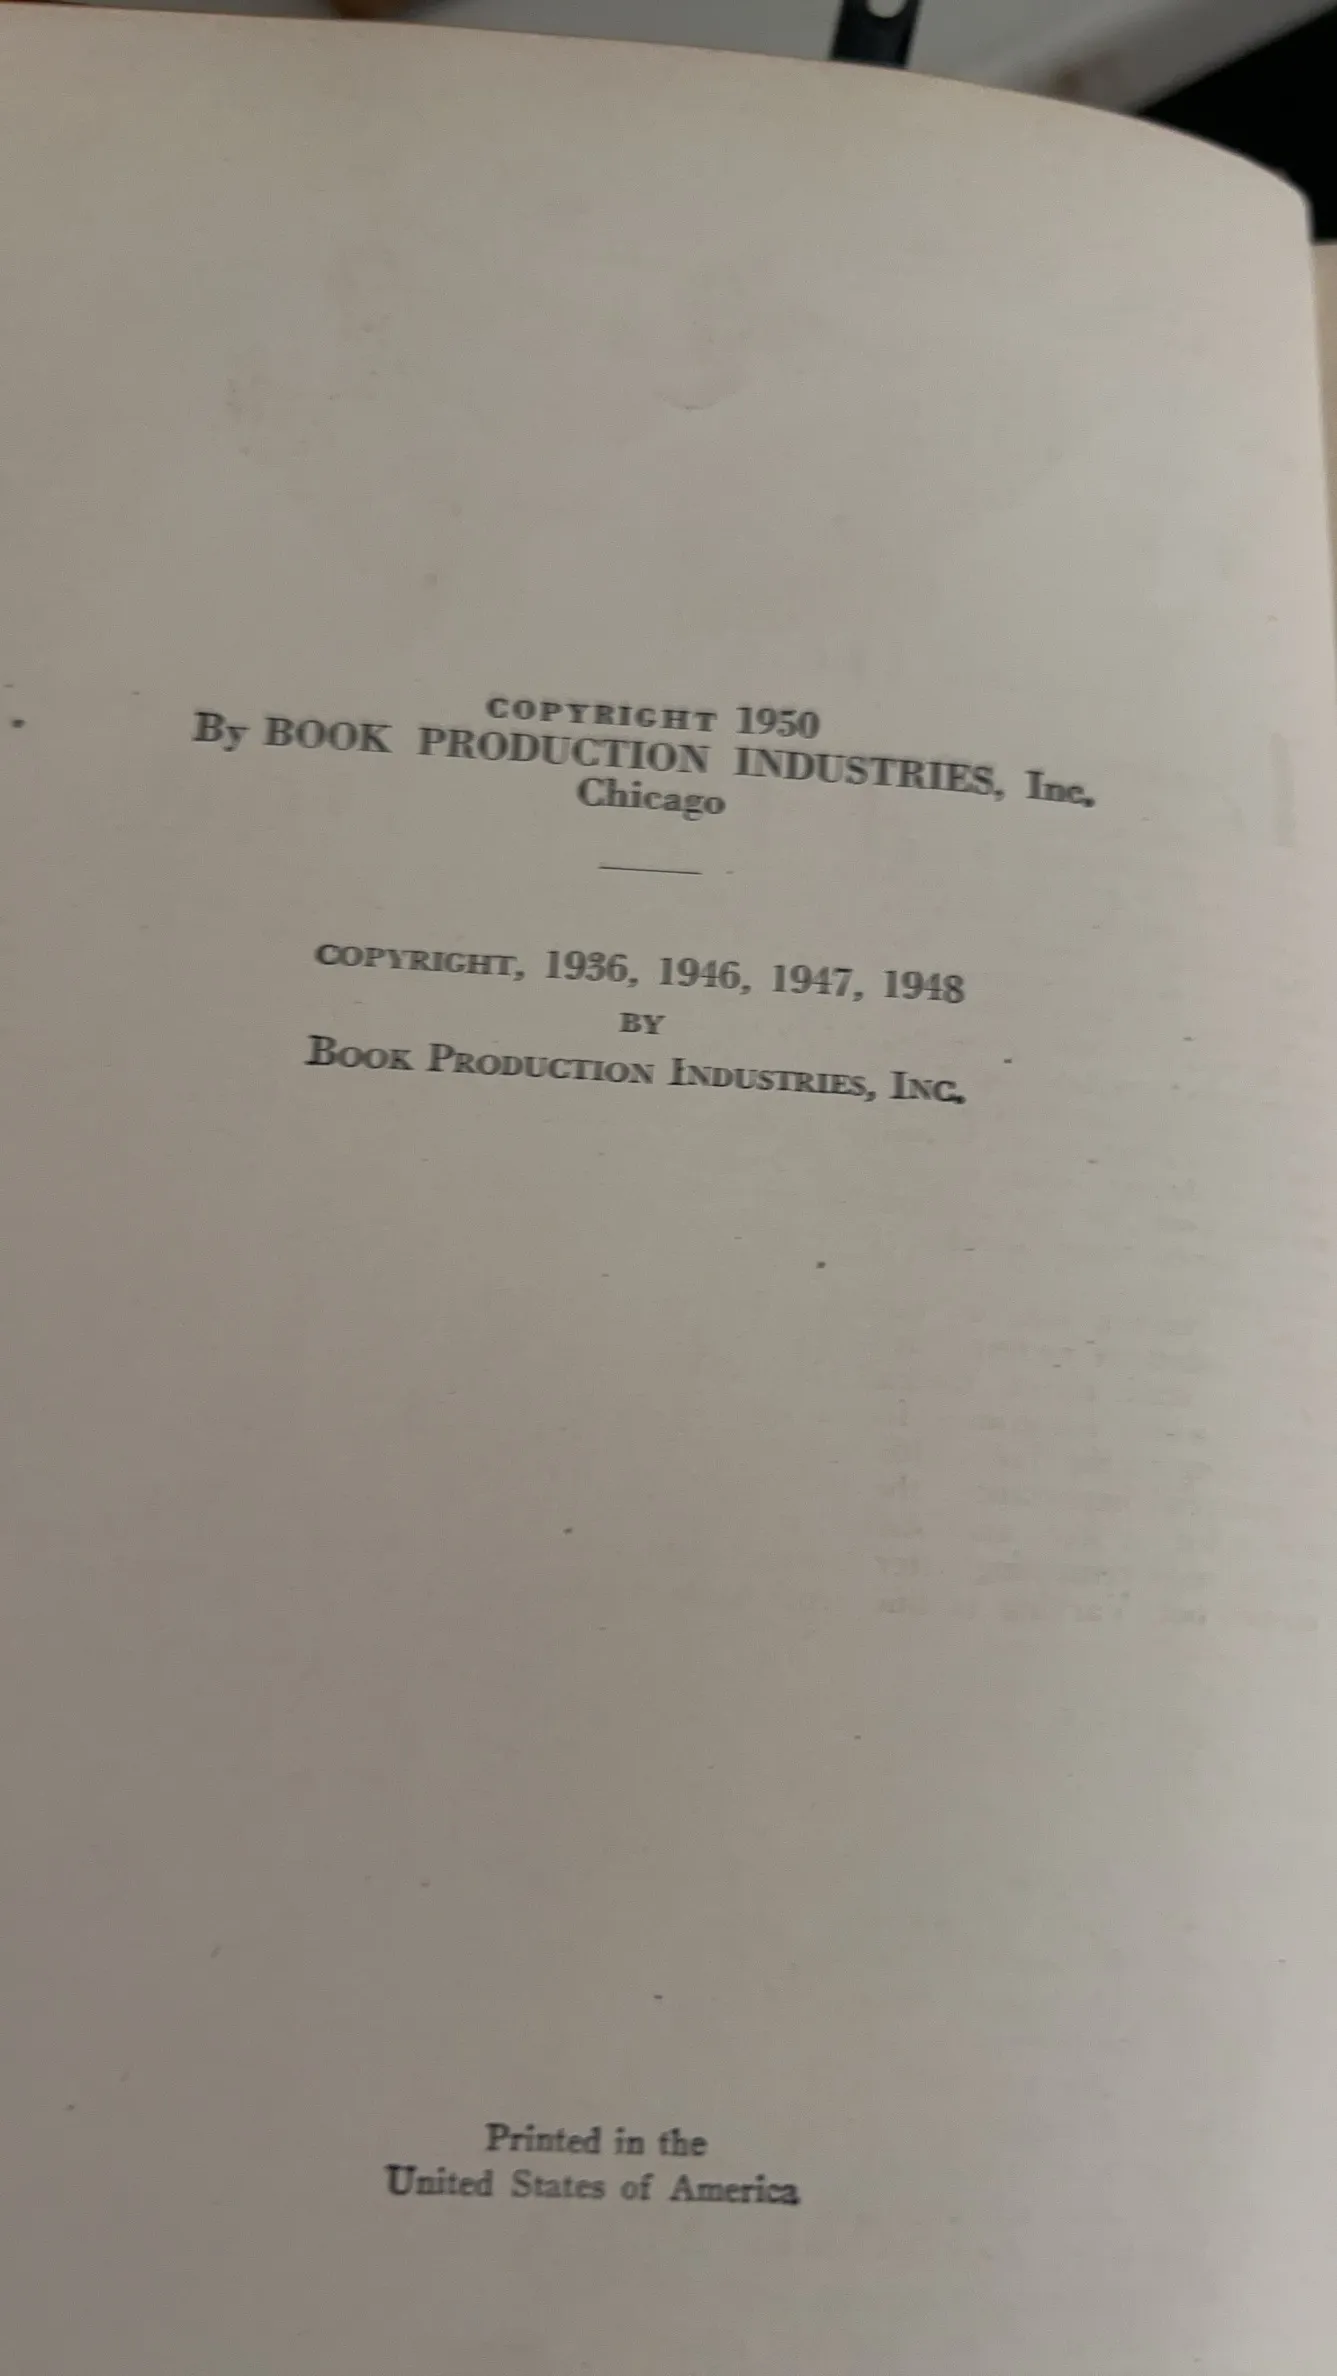 COPYRIGHT 1950
By BOOK PRODUCTION INDUSTRIES, Inc.
Chicago
COPYRIGHT, 1936, 1946, 1947, 1948
BY
BOOK PRODUCTION INDUSTRIES, INC.
Printed in the
United States of America